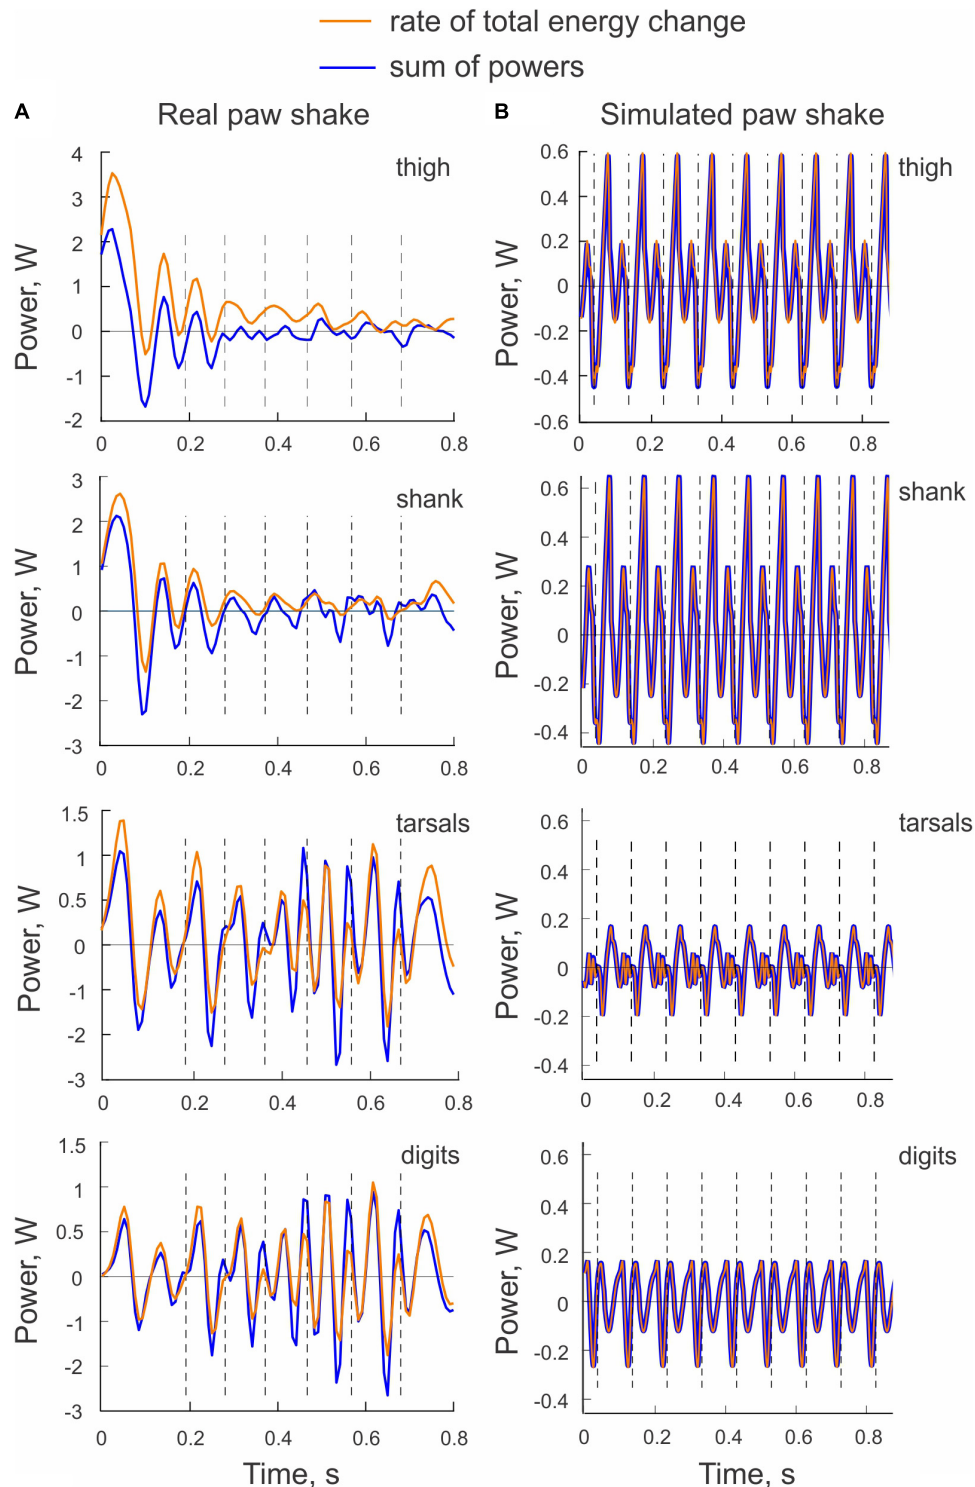 rate of total energy change
sum of powers
A Real paw shake
B Simulated paw shake
thigh
4
3
2
1
0
-1
-2
Power, W
0 0.2 0.4 0.6 0.8
thigh
0.6
0.4
0.2
0
-0.2
-0.4
-0.6
Power, W
0 0.2 0.4 0.6 0.8
shank
3
2
1
0
-1
-2
-3
Power, W
0 0.2 0.4 0.6 0.8
shank
0.6
0.4
0.2
0
-0.2
-0.4
Power, W
0 0.2 0.4 0.6 0.8
tarsals
1.5
1
0.5
0
-1
-2
-3
Power, W
0 0.2 0.4 0.6 0.8
tarsals
0.6
0.4
0.2
0
-0.2
-0.4
Power, W
0 0.2 0.4 0.6 0.8
digits
1.5
1
0.5
0
-1
-2
-3
Power, W
0 0.2 0.4 0.6 0.8
Time, s
digits
0.6
0.4
0.2
0
-0.2
-0.4
Power, W
0 0.2 0.4 0.6 0.8
Time, s